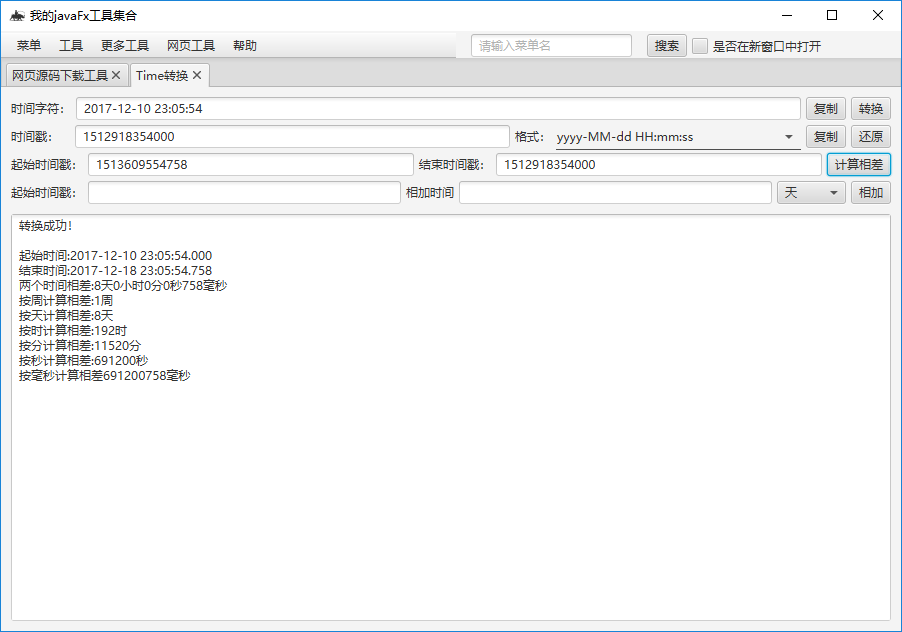 我的javaFx工具集合
菜单 工具 更多工具 网页工具 帮助 请输入菜单名 搜索 是否在新窗口中打开
网页源码下载工具 Time转换
时间字符: 2017-12-10 23:05:54 复制 转换
时间戳: 1512918354000 格式: yyyy-MM-dd HH:mm:ss 复制 还原
起始时间戳: 1513609554758 结束时间戳: 1512918354000 计算相差
起始时间戳: 相加时间 天 相加
转换成功!
起始时间:2017-12-10 23:05:54.000
结束时间:2017-12-18 23:05:54.758
两个时间相差:8天0小时0分0秒758毫秒
按周计算相差:1周
按天计算相差:8天
按时计算相差:192时
按分计算相差:11520分
按秒计算相差:691200秒
按毫秒计算相差691200758毫秒